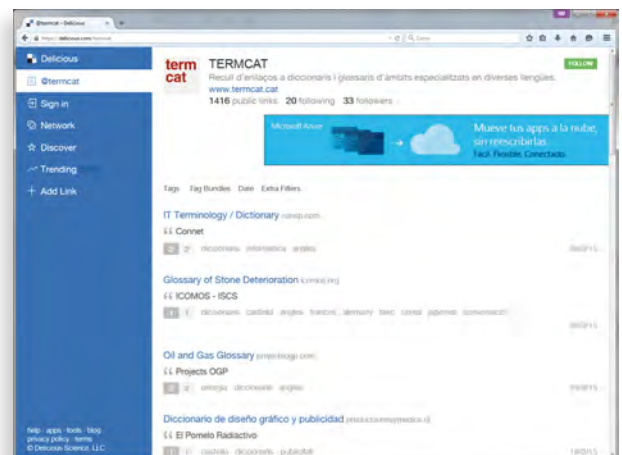 @termcat - Delicious
Delicious
@termcat
Sign in
Network
Discover
Trending
Add Link
help · apps · tools · blog
privacy policy · terms
© Delicious Science, LLC
term
cat
TERMCAT
Recull d'enllaços a diccionaris i glossaris d'àmbits especialitzats en diverses llengües.
www.termcat.cat
1416 public links 20 following 33 followers
FOLLOW
Microsoft Azure
Mueve tus apps a la nube,
sin reescribirlas.
Fácil. Flexible. Conectado.
Tags Tag Bundles Date Extra Filters
IT Terminology / Dictionary
Connet
diccionaris informàtica anglès
Glossary of Stone Deterioration icomos.org
ICOMOS - ISCS
diccionaris castellà anglès francès alemany
Oil and Gas Glossary
Projects OGP
energia diccionaris anglès
Diccionario de diseño gráfico y publicidad
El Pomelo Radiactivo
castellà diccionaris publicitat